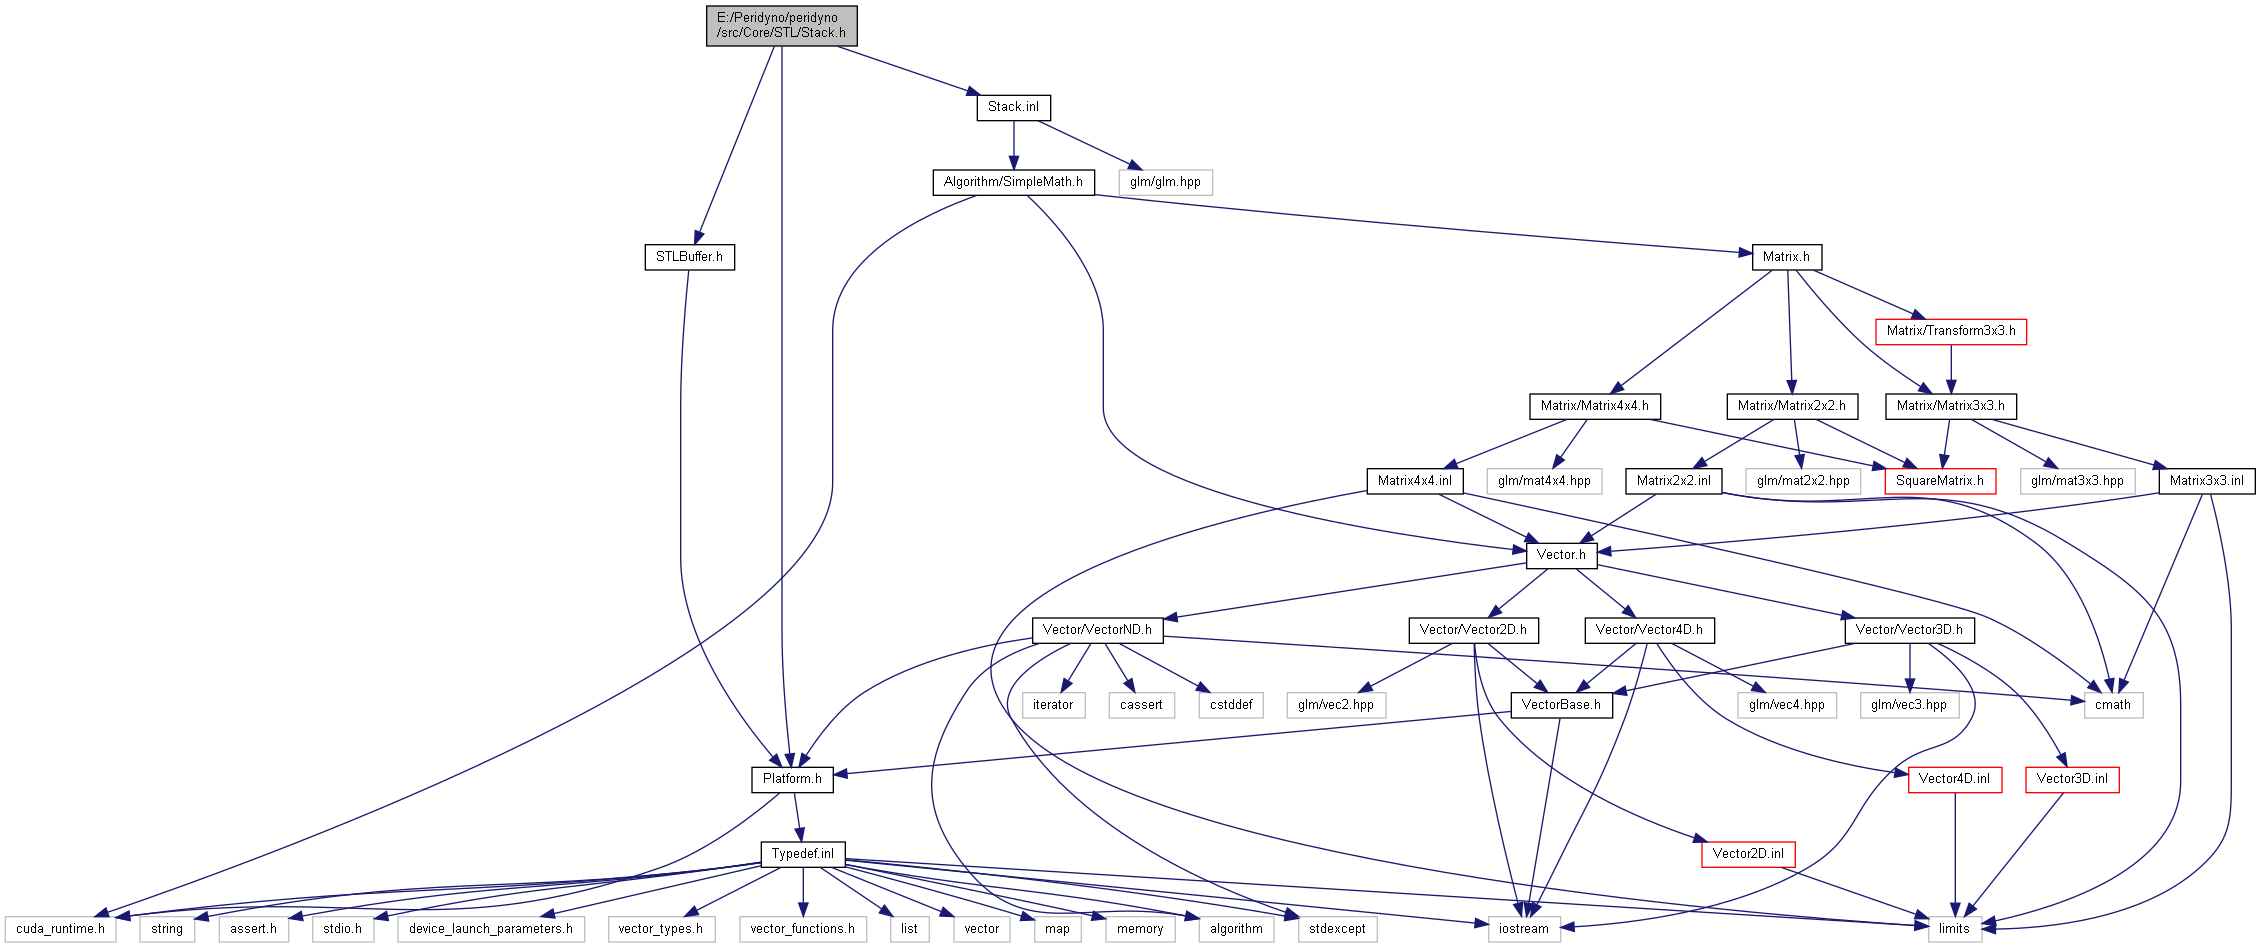 E:/Peridyno/peridyno
/src/Core/STL/Stack.h
Stack.inl
Algorithm/SimpleMath.h
glm/glm.hpp
STLBuffer.h
Matrix.h
Matrix/Transform3x3.h
Matrix/Matrix4x4.h
Matrix/Matrix2x2.h
Matrix/Matrix3x3.h
Matrix4x4.inl
glm/mat4x4.hpp
Matrix2x2.inl
glm/mat2x2.hpp
SquareMatrix.h
glm/mat3x3.hpp
Matrix3x3.inl
Vector.h
Vector/VectorND.h
Vector/Vector2D.h
Vector/Vector4D.h
Vector/Vector3D.h
iterator
cassert
cstddef
glm/vec2.hpp
VectorBase.h
glm/vec4.hpp
glm/vec3.hpp
cmath
Platform.h
Vector4D.inl
Vector3D.inl
Typedef.inl
Vector2D.inl
cuda_runtime.h
string
assert.h
stdio.h
device_launch_parameters.h
vector_types.h
vector_functions.h
list
vector
map
memory
algorithm
stdexcept
iostream
limits